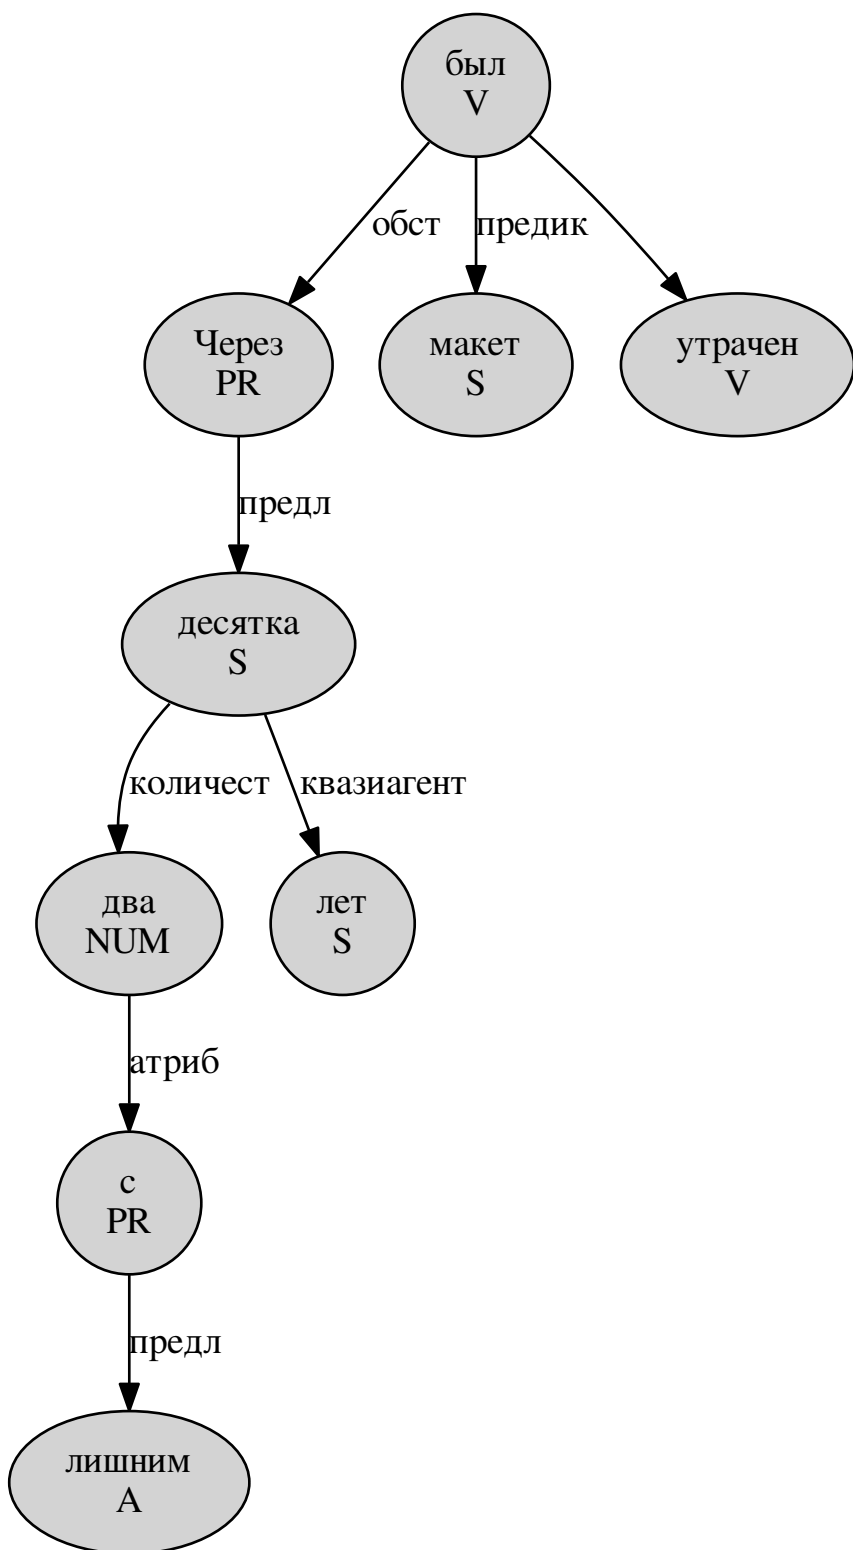 был
V
обст
предик
Через
PR
макет
S
утрачен
V
предл
десятка
S
количест
квазиагент
два
NUM
лет
S
атриб
с
PR
предл
лишним
A